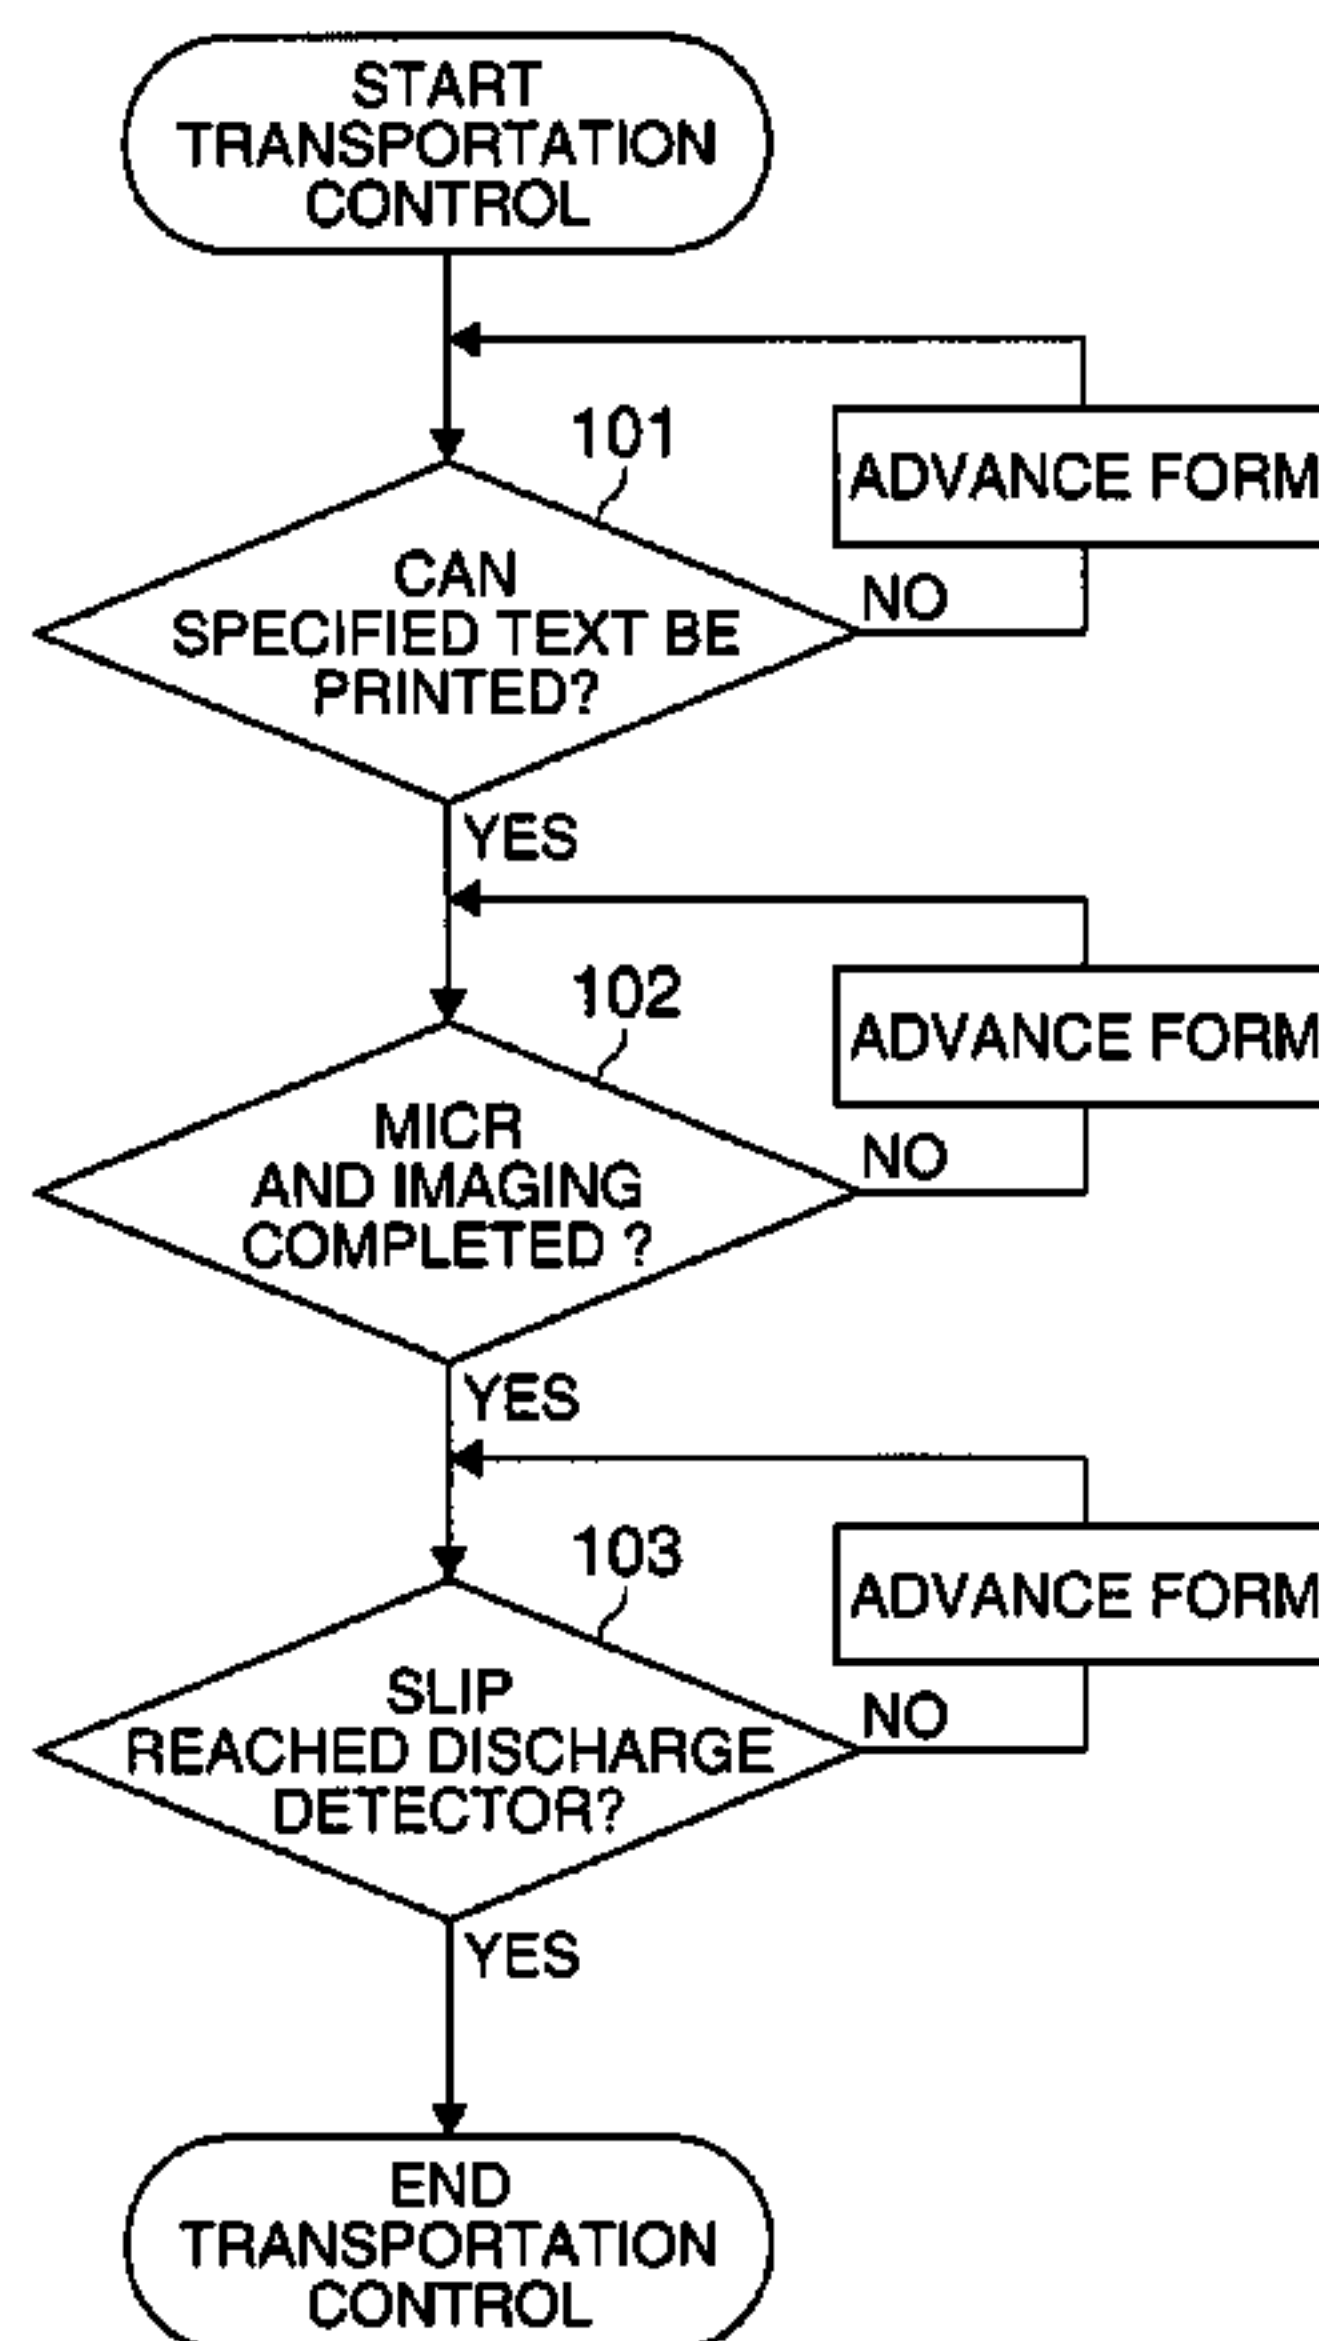 START
TRANSPORTATION
CONTROL
101
ADVANCE FORM
CAN
SPECIFIED TEXT BE
PRINTED?
NO
YES
102
ADVANCE FORM
MICR
AND IMAGING
COMPLETED ?
NO
YES
103
ADVANCE FORM
SLIP
REACHED DISCHARGE
DETECTOR?
NO
YES
END
TRANSPORTATION
CONTROL